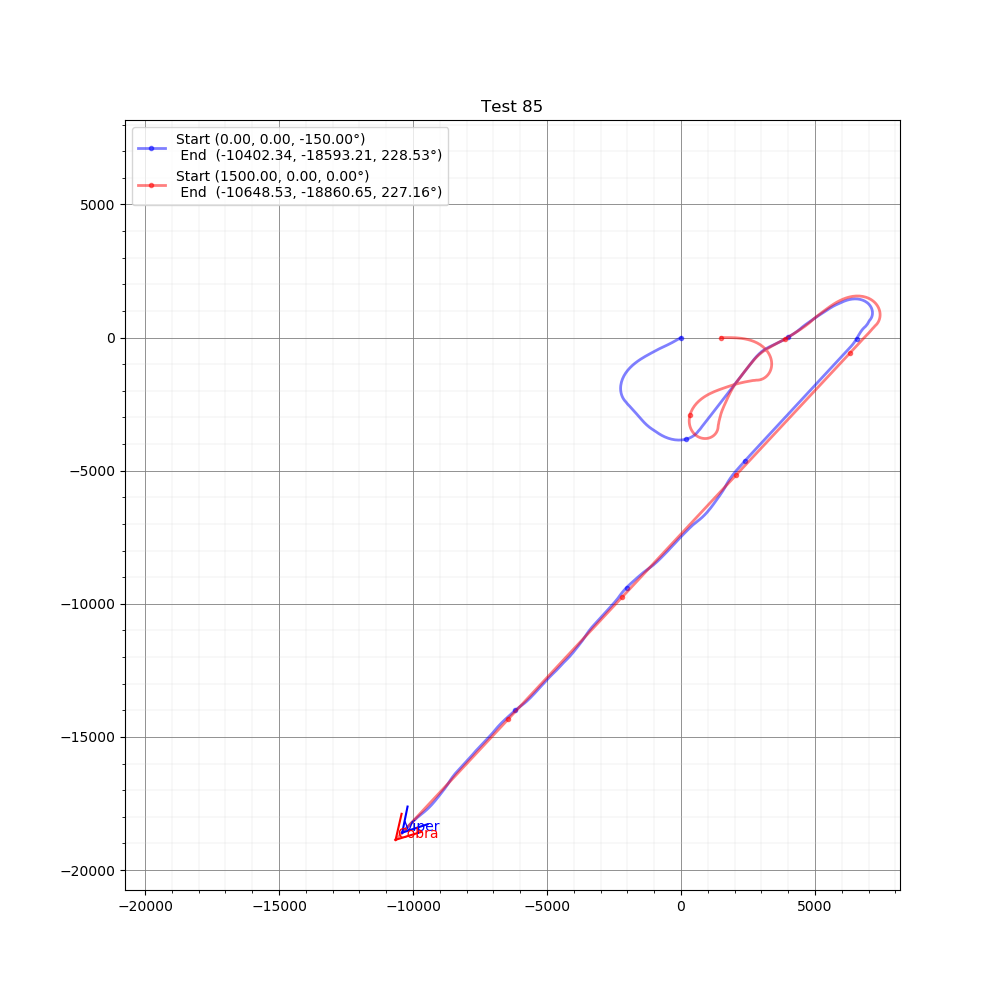 Test 85
Start (0.00, 0.00, -150.00°)
End (-10402.34, -18593.21, 228.53°)
Start (1500.00, 0.00, 0.00°)
End (-10648.53, -18860.65, 227.16°)
5000
0
−5000
−10000
−15000
−20000
Viper
Cobra
−20000 −15000 −10000 −5000 0 5000